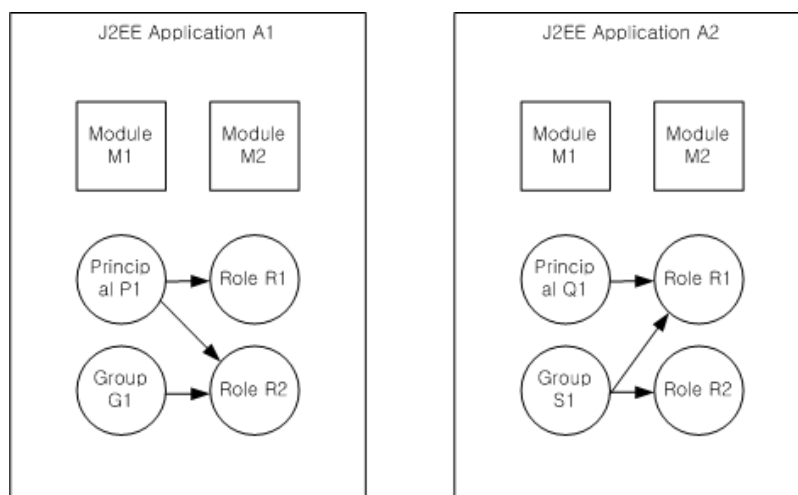 J2EE Application A1
Module
M1
Module
M2
Princip
al P1
Role R1
Group
G1
Role R2
J2EE Application A2
Module
M1
Module
M2
Princip
al Q1
Role R1
Group
S1
Role R2